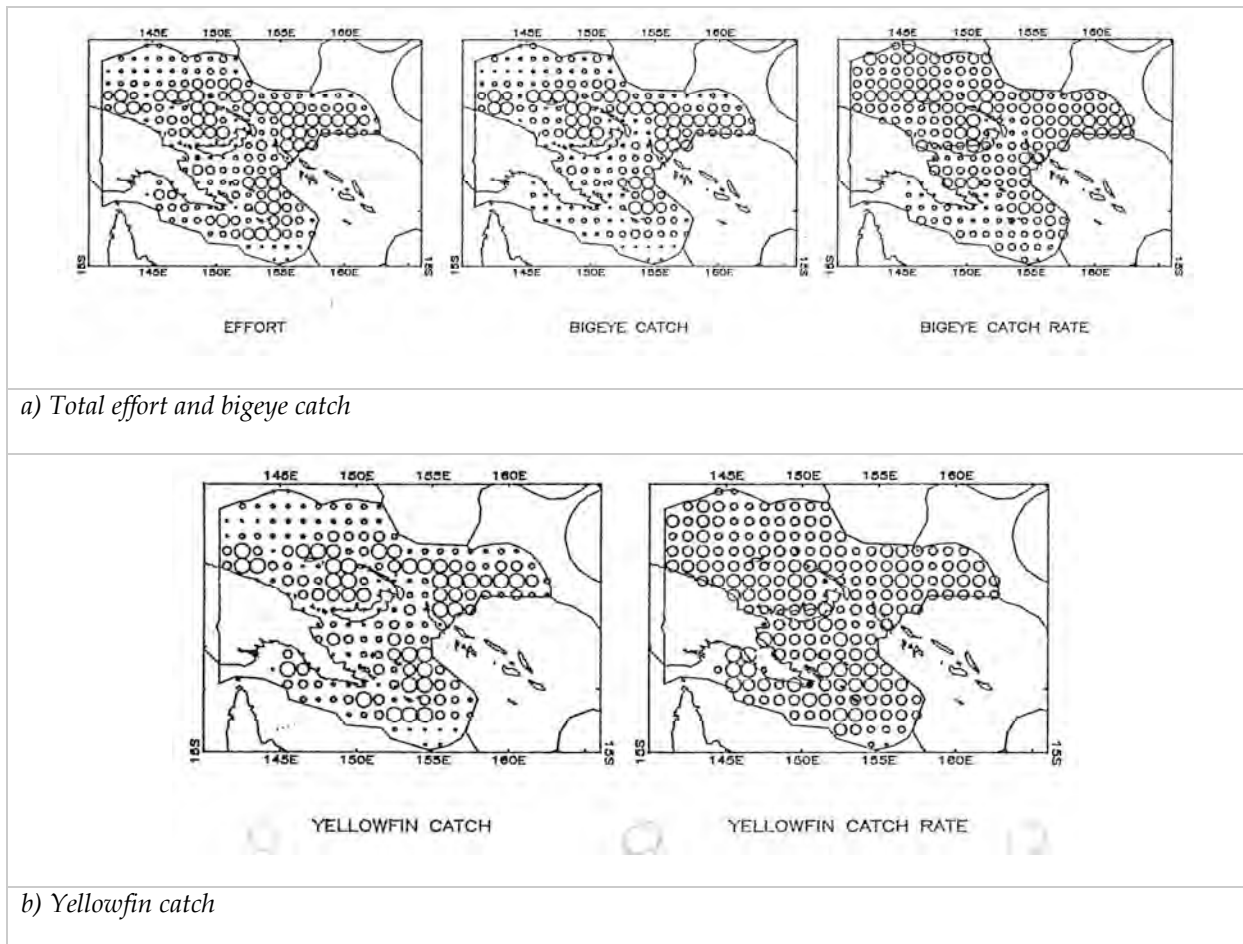 145E 150E 155E 160E
145E 150E 155E 160E
145E 150E 155E 160E
15S 15S
15S 15S
15S 15S
145E 150E 155E 160E
145E 150E 155E 160E
145E 150E 155E 160E
EFFORT
BIGEYE CATCH
BIGEYE CATCH RATE
a) Total effort and bigeye catch
145E 150E 155E 160E
145E 150E 155E 160E
15S 15S
15S 15S
145E 150E 155E 160E
145E 150E 155E 160E
YELLOWFIN CATCH
YELLOWFIN CATCH RATE
b) Yellowfin catch